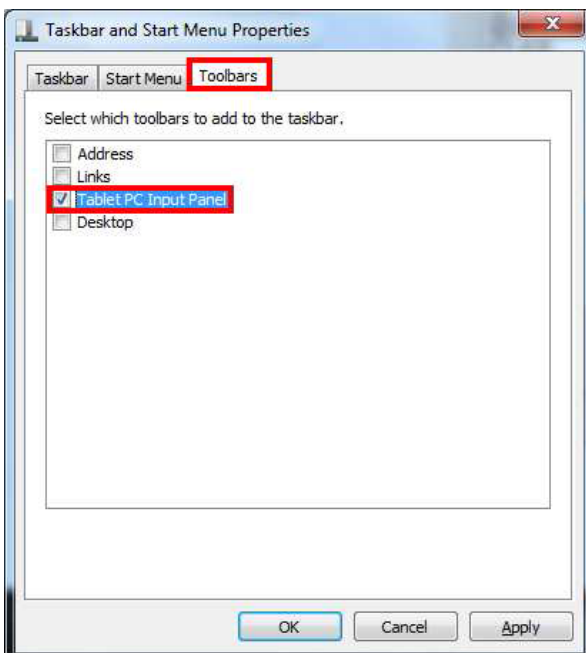 Taskbar and Start Menu Properties
Taskbar Start Menu Toolbars
Select which toolbars to add to the taskbar.
Address
Links
Tablet PC Input Panel
Desktop
OK Cancel Apply